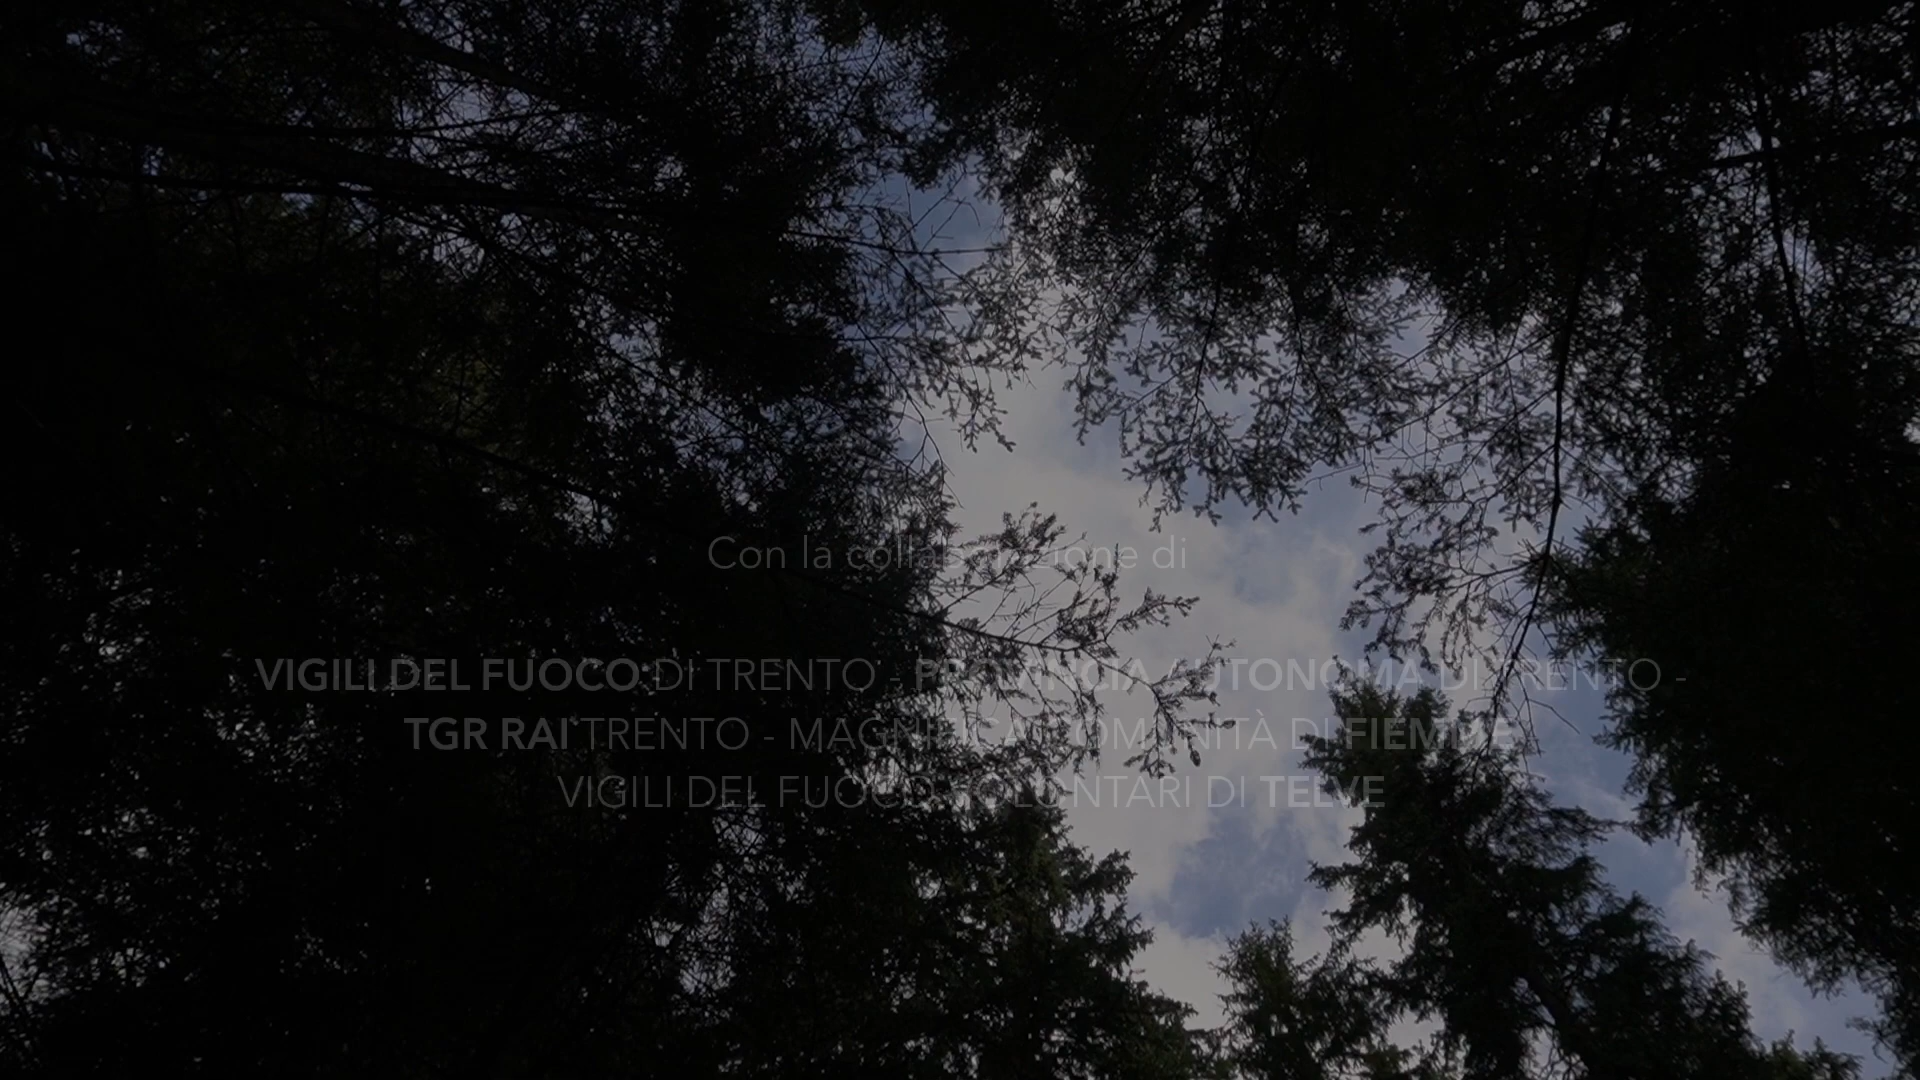 Con la collaborazione di
VIGILI DEL FUOCO DI TRENTO - PROVINCIA AUTONOMA DI TRENTO -
TGR RAI TRENTO - MAGNIFICA COMUNITÀ DI FIEMME
VIGILI DEL FUOCO VOLONTARI DI TELVE